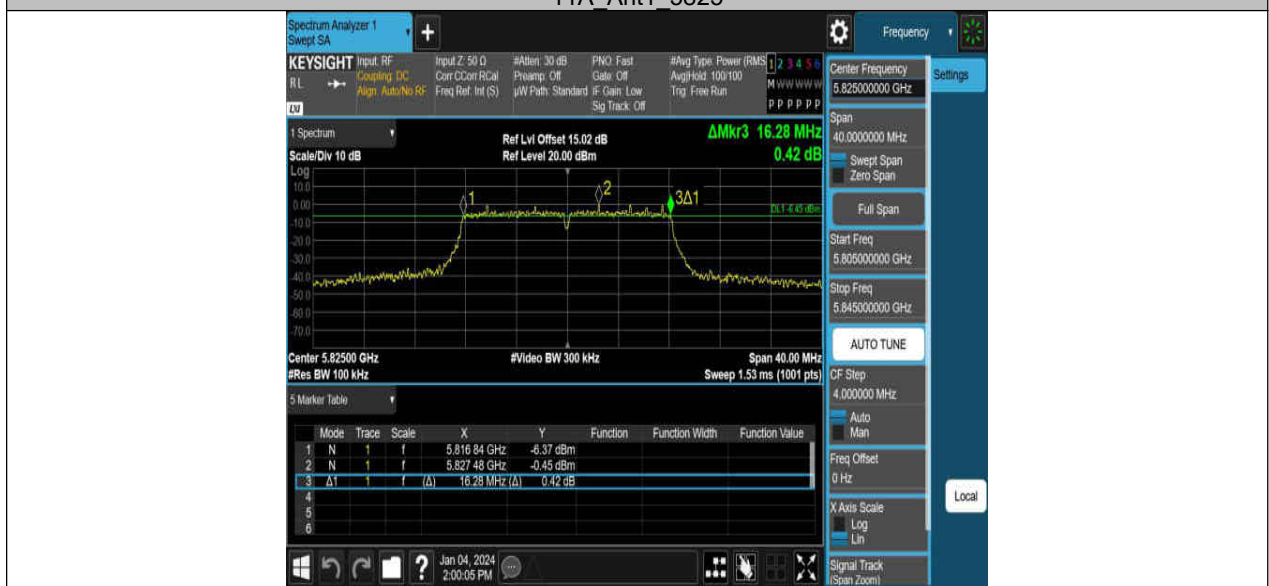 11A_Ant1_5825
Spectrum Analyzer 1
Swept SA
+
Frequency
KEYSIGHT
RL
LXI
Input: RF
Coupling: DC
Align: Auto/No RF
Input Z: 50 Ω
Corr CCorr RCal
Freq Ref: Int (S)
#Atten: 30 dB
Preamp: Off
µW Path: Standard
PNO: Fast
Gate: Off
IF Gain: Low
Sig Track: Off
#Avg Type: Power (RMS
Avg|Hold: 100/100
Trig: Free Run
1 2 3 4 5 6
M W W W W W
P P P P P P
1 Spectrum
Scale/Div 10 dB
Ref Lvl Offset 15.02 dB
Ref Level 20.00 dBm
ΔMkr3 16.28 MHz
0.42 dB
Log
10.0
0.00
-10.0
-20.0
-30.0
-40.0
-50.0
-60.0
-70.0
1
2
3Δ1
DL1 -6.45 dBm
Center 5.82500 GHz
#Video BW 300 kHz
Span 40.00 MHz
#Res BW 100 kHz
Sweep 1.53 ms (1001 pts)
5 Marker Table
Mode Trace Scale X Y Function Function Width Function Value
1 N 1 f 5.816 84 GHz -6.37 dBm
2 N 1 f 5.827 48 GHz -0.45 dBm
3 Δ1 1 f (Δ) 16.28 MHz (Δ) 0.42 dB
4
5
6
?
Jan 04, 2024
2:00:05 PM
Center Frequency
5.825000000 GHz
Settings
Span
40.0000000 MHz
Swept Span
Zero Span
Full Span
Start Freq
5.805000000 GHz
Stop Freq
5.845000000 GHz
AUTO TUNE
CF Step
4.000000 MHz
Auto
Man
Freq Offset
0 Hz
Local
X Axis Scale
Log
Lin
Signal Track
(Span Zoom)